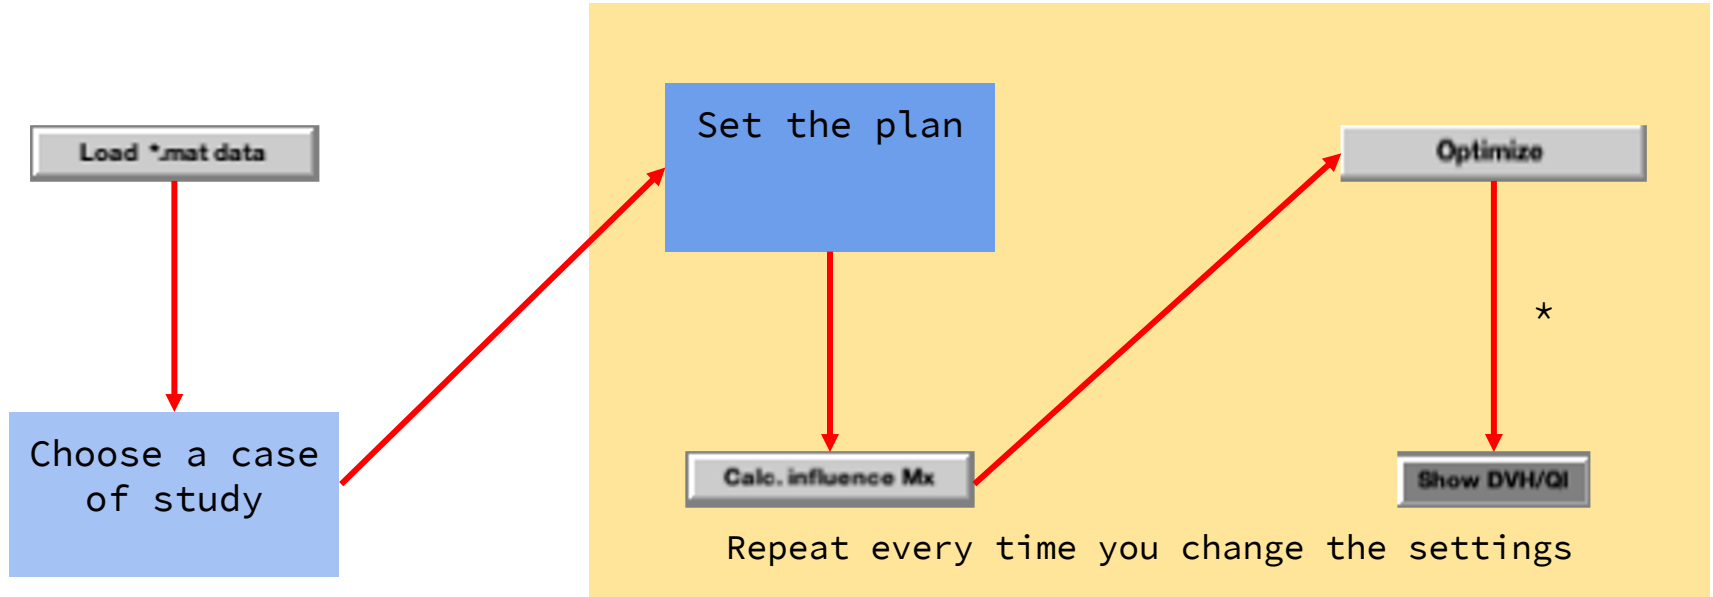 Load *.mat data
Choose a case
of study
Set the plan
Calc. influence Mx
Optimize
*
Show DVH/QI
Repeat every time you change the settings